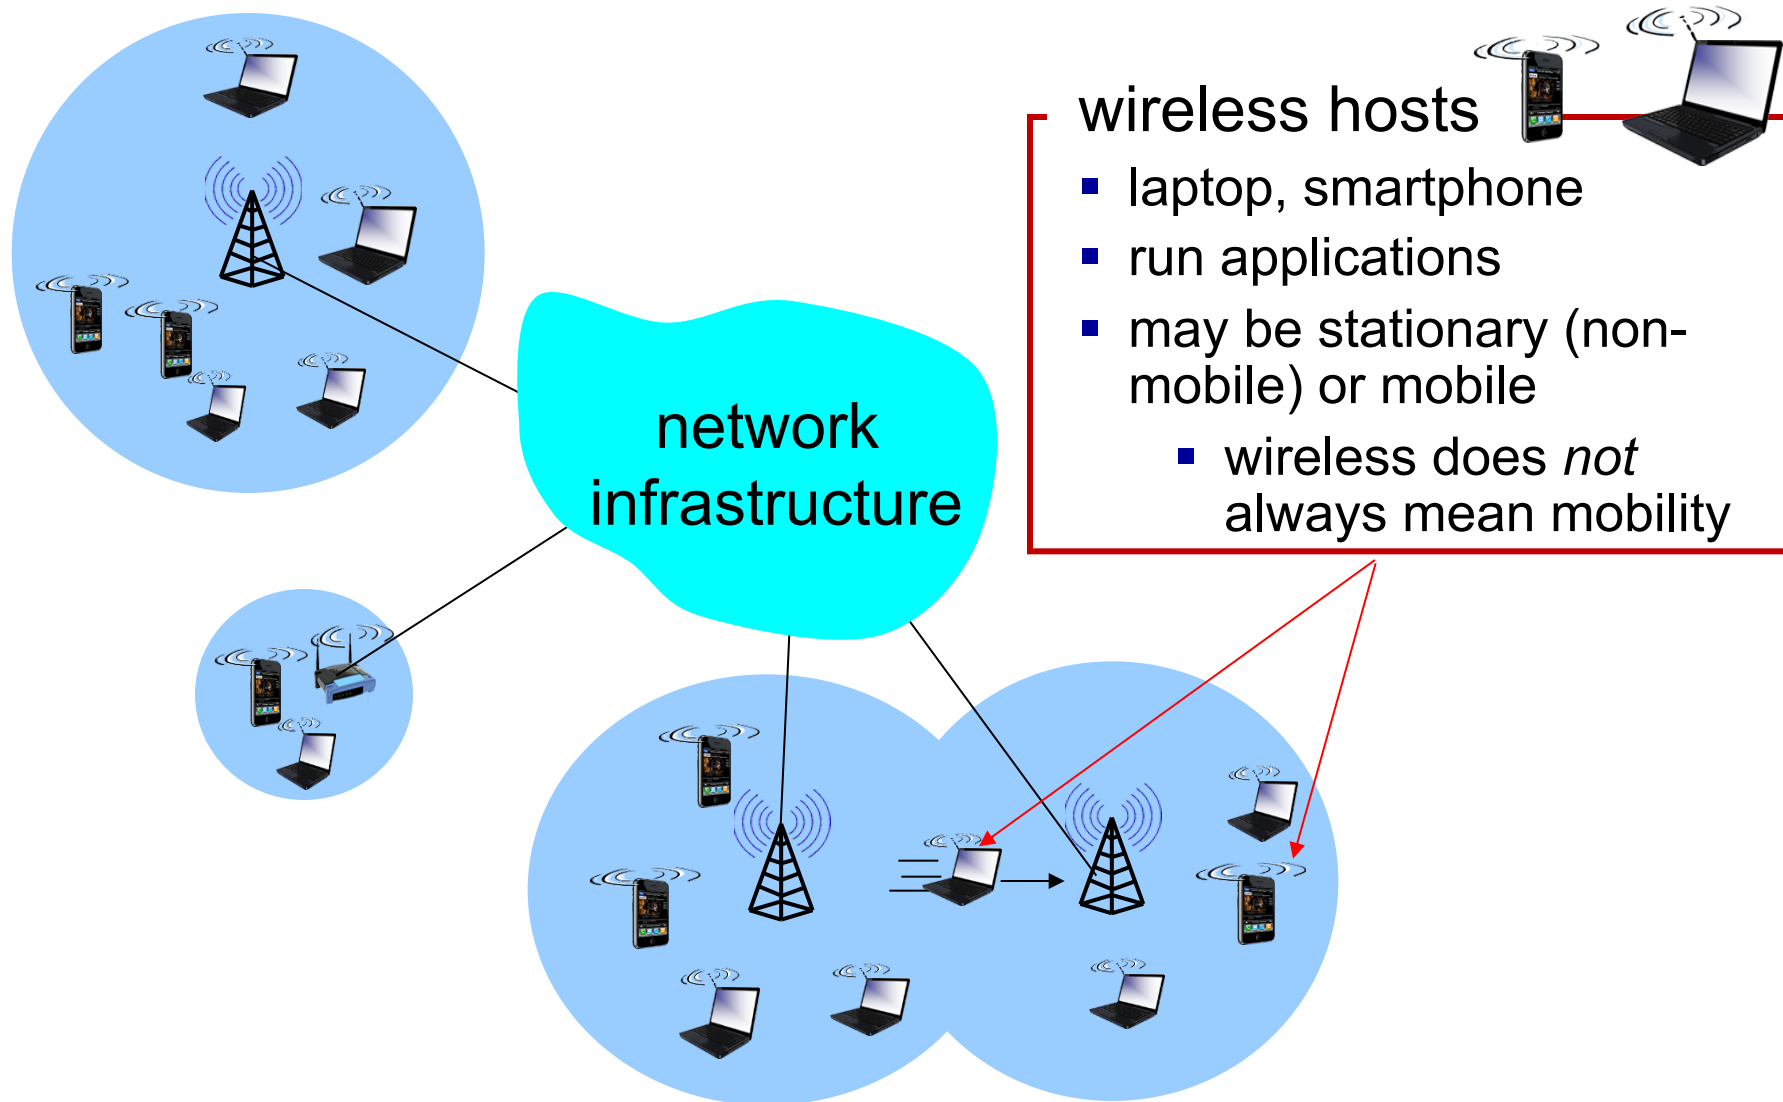 wireless hosts
laptop, smartphone
run applications
may be stationary (non-
mobile) or mobile
wireless does not
always mean mobility
network
infrastructure